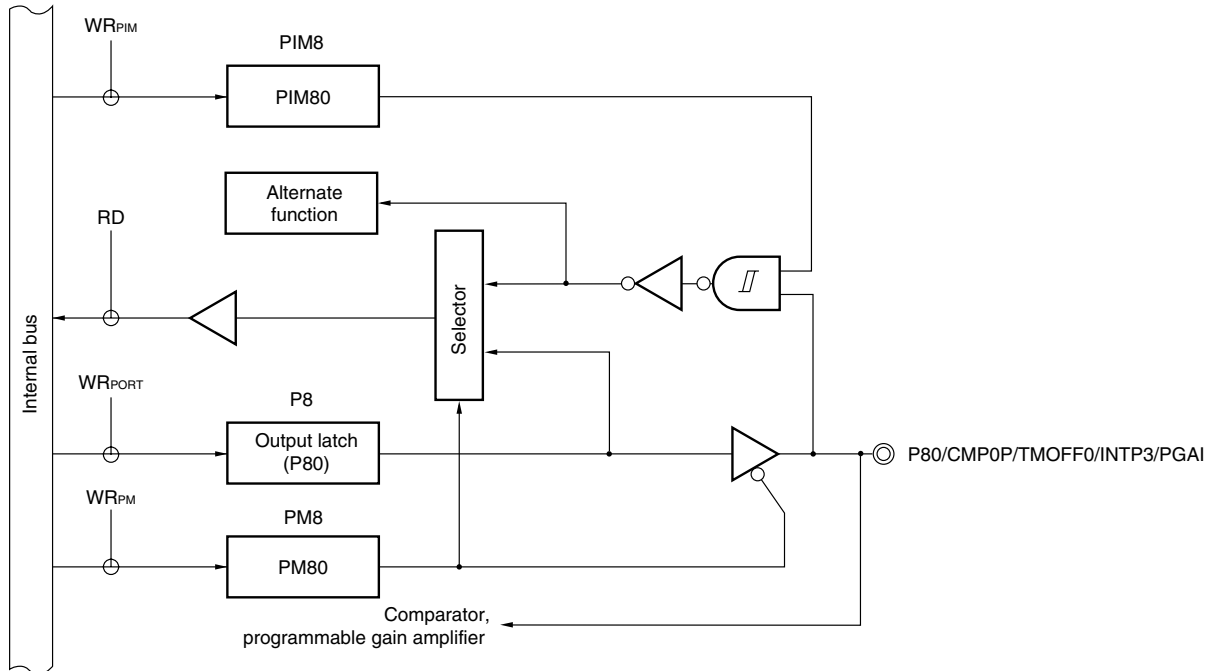 WRPIM
PIM8
PIM80
Alternate
function
RD
Selector
Internal bus
WRPORT
P8
Output latch
(P80)
P80/CMP0P/TMOFF0/INTP3/PGAI
WRPM
PM8
PM80
Comparator,
programmable gain amplifier